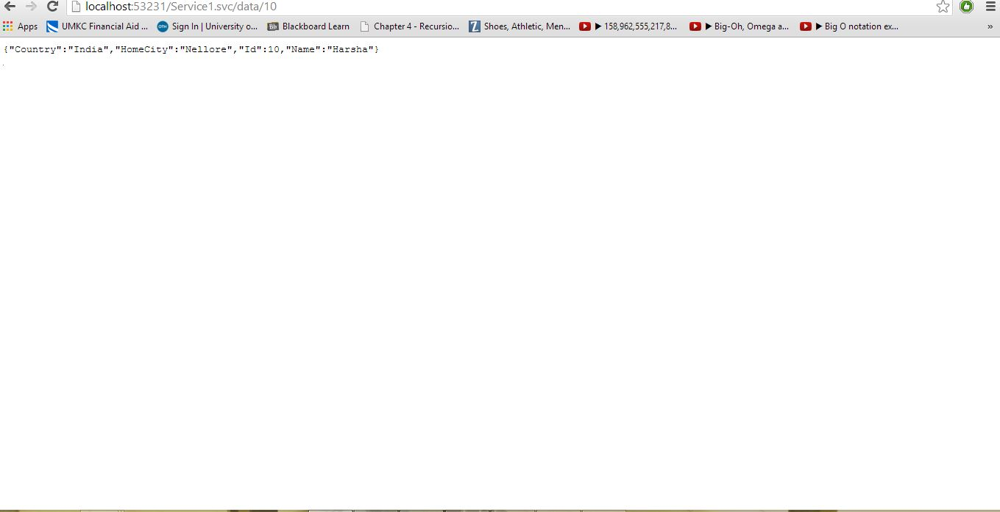 localhost:53231/Service1.svc/data/10
Apps UMKC Financial Aid ... OTN Sign In | University o... Bb Blackboard Learn Chapter 4 - Recursio... Z Shoes, Athletic, Men... ▶ 158,962,555,217,8... ▶ Big-Oh, Omega a... ▶ Big O notation ex... »
{"Country":"India","HomeCity":"Nellore","Id":10,"Name":"Harsha"}